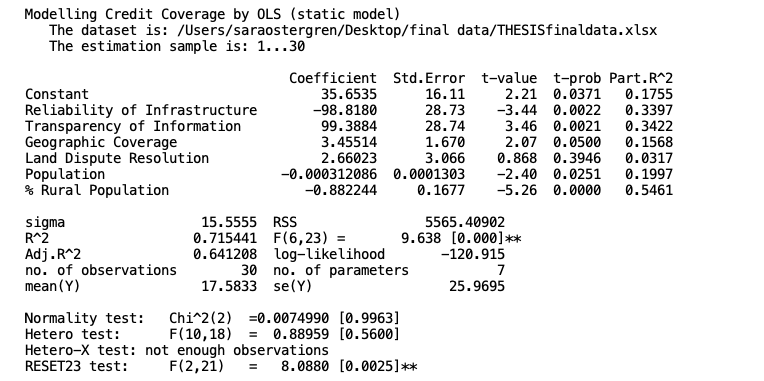 Modelling Credit Coverage by OLS (static model)
The dataset is: /Users/saraostergren/Desktop/final data/THESISfinaldata.xlsx
The estimation sample is: 1...30
Coefficient Std.Error t-value t-prob Part.R^2
Constant 35.6535 16.11 2.21 0.0371 0.1755
Reliability of Infrastructure -98.8180 28.73 -3.44 0.0022 0.3397
Transparency of Information 99.3884 28.74 3.46 0.0021 0.3422
Geographic Coverage 3.45514 1.670 2.07 0.0500 0.1568
Land Dispute Resolution 2.66023 3.066 0.868 0.3946 0.0317
Population -0.000312086 0.0001303 -2.40 0.0251 0.1997
% Rural Population -0.882244 0.1677 -5.26 0.0000 0.5461
sigma 15.5555 RSS 5565.40902
R^2 0.715441 F(6,23) = 9.638 [0.000]**
Adj.R^2 0.641208 log-likelihood -120.915
no. of observations 30 no. of parameters 7
mean(Y) 17.5833 se(Y) 25.9695
Normality test: Chi^2(2) =0.0074990 [0.9963]
Hetero test: F(10,18) = 0.88959 [0.5600]
Hetero-X test: not enough observations
RESET23 test: F(2,21) = 8.0880 [0.0025]**